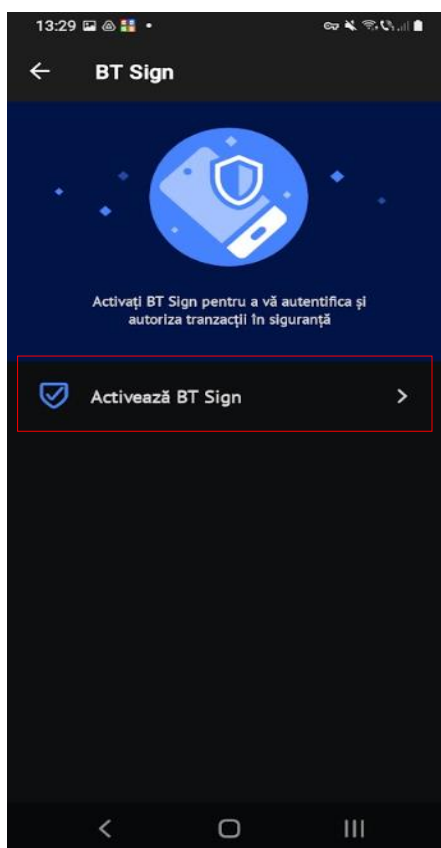 13:29
BT Sign
Activați BT Sign pentru a vă autentifica și
autoriza tranzacții în siguranță
Activează BT Sign